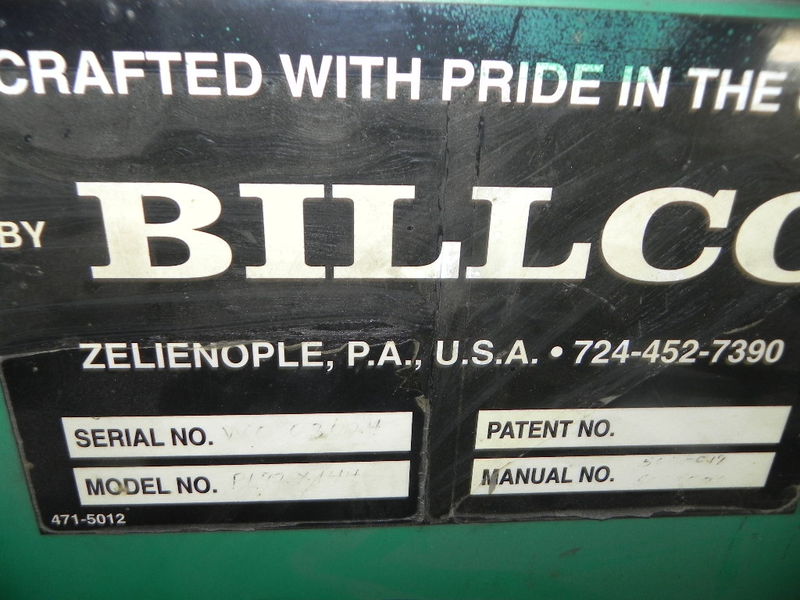 CRAFTED WITH PRIDE IN THE
BY BILLCO
ZELIENOPLE, P.A., U.S.A. • 724-452-7390
SERIAL NO.
PATENT NO.
MODEL NO.
MANUAL NO.
471-5012